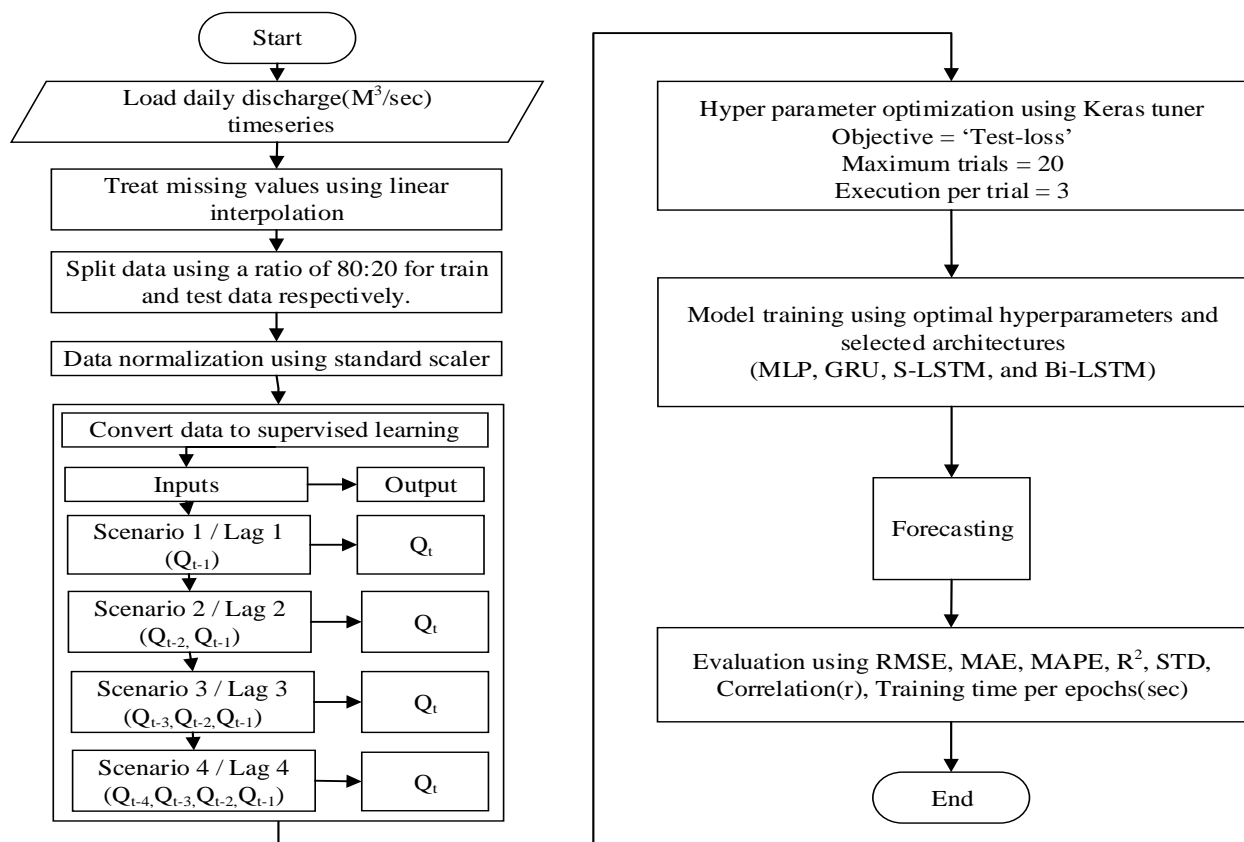 Start
Load daily discharge(M³/sec)
timeseries
Treat missing values using linear
interpolation
Split data using a ratio of 80:20 for train
and test data respectively.
Data normalization using standard scaler
Convert data to supervised learning
Inputs
Output
Scenario 1 / Lag 1
(Qₜ₋₁)
Qₜ
Scenario 2 / Lag 2
(Qₜ₋₂, Qₜ₋₁)
Qₜ
Scenario 3 / Lag 3
(Qₜ₋₃,Qₜ₋₂,Qₜ₋₁)
Qₜ
Scenario 4 / Lag 4
(Qₜ₋₄,Qₜ₋₃,Qₜ₋₂,Qₜ₋₁)
Qₜ
Hyper parameter optimization using Keras tuner
Objective = ‘Test-loss’
Maximum trials = 20
Execution per trial = 3
Model training using optimal hyperparameters and
selected architectures
(MLP, GRU, S-LSTM, and Bi-LSTM)
Forecasting
Evaluation using RMSE, MAE, MAPE, R², STD,
Correlation(r), Training time per epochs(sec)
End